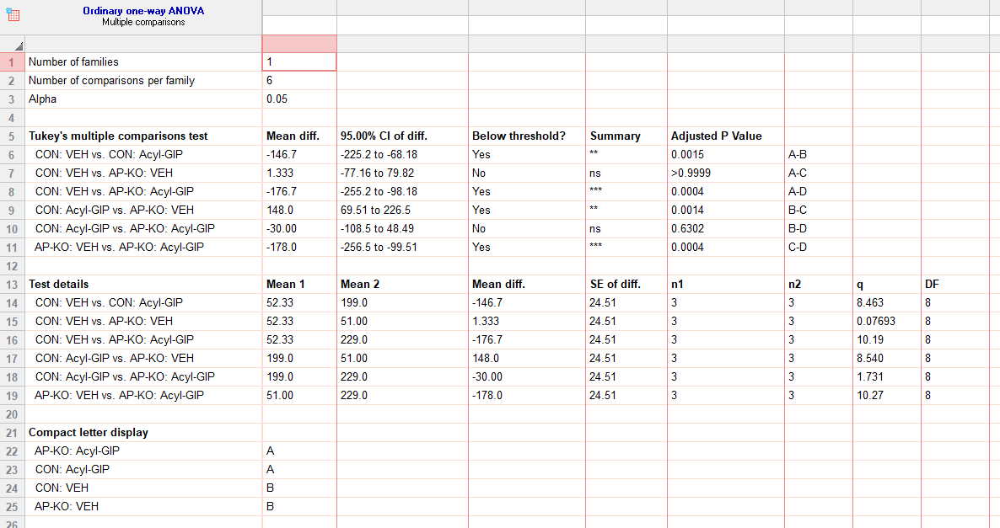 Ordinary one-way ANOVA
Multiple comparisons
1 Number of families 1
2 Number of comparisons per family 6
3 Alpha 0.05
4
5 Tukey's multiple comparisons test Mean diff. 95.00% CI of diff. Below threshold? Summary Adjusted P Value
6 CON: VEH vs. CON: Acyl-GIP -146.7 -225.2 to -68.18 Yes ** 0.0015 A-B
7 CON: VEH vs. AP-KO: VEH 1.333 -77.16 to 79.82 No ns >0.9999 A-C
8 CON: VEH vs. AP-KO: Acyl-GIP -176.7 -255.2 to -98.18 Yes *** 0.0004 A-D
9 CON: Acyl-GIP vs. AP-KO: VEH 148.0 69.51 to 226.5 Yes ** 0.0014 B-C
10 CON: Acyl-GIP vs. AP-KO: Acyl-GIP -30.00 -108.5 to 48.49 No ns 0.6302 B-D
11 AP-KO: VEH vs. AP-KO: Acyl-GIP -178.0 -256.5 to -99.51 Yes *** 0.0004 C-D
12
13 Test details Mean 1 Mean 2 Mean diff. SE of diff. n1 n2 q DF
14 CON: VEH vs. CON: Acyl-GIP 52.33 199.0 -146.7 24.51 3 3 8.463 8
15 CON: VEH vs. AP-KO: VEH 52.33 51.00 1.333 24.51 3 3 0.07693 8
16 CON: VEH vs. AP-KO: Acyl-GIP 52.33 229.0 -176.7 24.51 3 3 10.19 8
17 CON: Acyl-GIP vs. AP-KO: VEH 199.0 51.00 148.0 24.51 3 3 8.540 8
18 CON: Acyl-GIP vs. AP-KO: Acyl-GIP 199.0 229.0 -30.00 24.51 3 3 1.731 8
19 AP-KO: VEH vs. AP-KO: Acyl-GIP 51.00 229.0 -178.0 24.51 3 3 10.27 8
20
21 Compact letter display
22 AP-KO: Acyl-GIP A
23 CON: Acyl-GIP A
24 CON: VEH B
25 AP-KO: VEH B
26